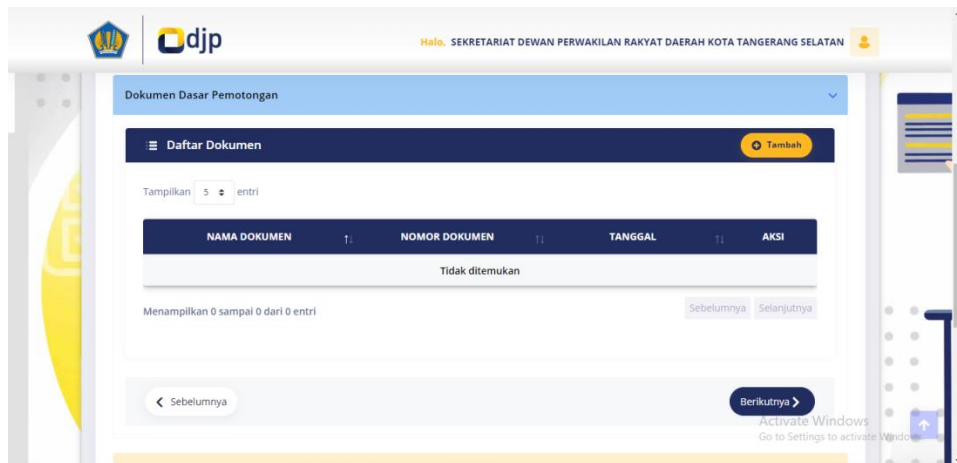 djp
Halo, SEKRETARIAT DEWAN PERWAKILAN RAKYAT DAERAH KOTA TANGERANG SELATAN
Dokumen Dasar Pemotongan
Daftar Dokumen
Tambah
Tampilkan 5 entri
NAMA DOKUMEN NOMOR DOKUMEN TANGGAL AKSI
Tidak ditemukan
Menampilkan 0 sampai 0 dari 0 entri
Sebelumnya Selanjutnya
Sebelumnya
Berikutnya
Activate Windows
Go to Settings to activate Windows